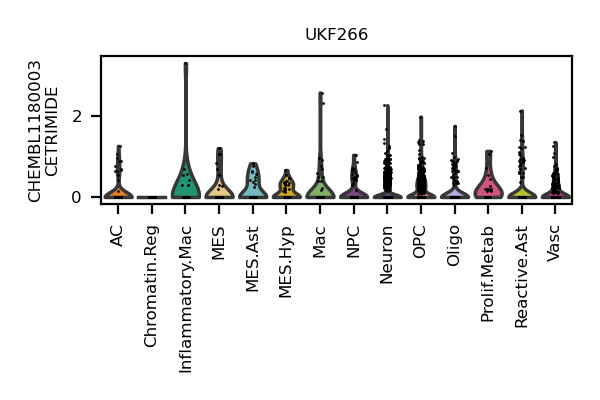 UKF266
CHEMBL1180003
CETRIMIDE
2
0
AC
Chromatin.Reg
Inflammatory.Mac
MES
MES.Ast
MES.Hyp
Mac
NPC
Neuron
OPC
Oligo
Prolif.Metab
Reactive.Ast
Vasc